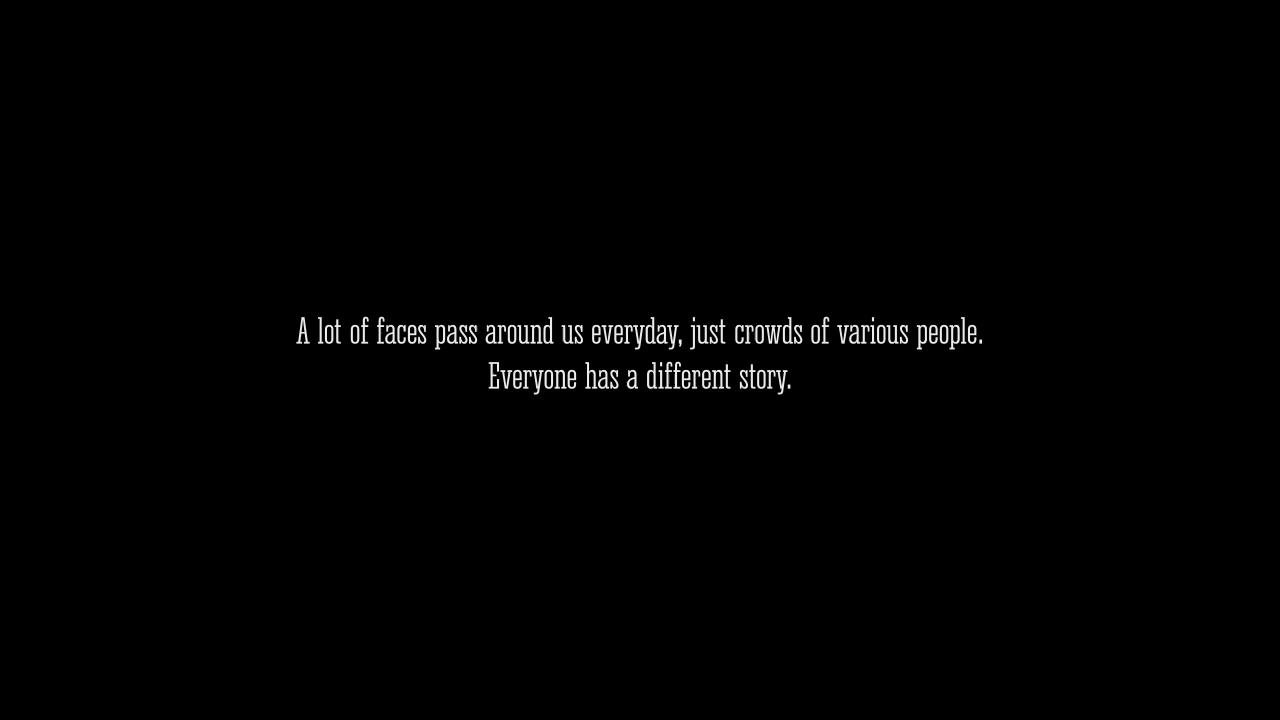 A lot of faces pass around us everyday, just crowds of various people.
Everyone has a different story.